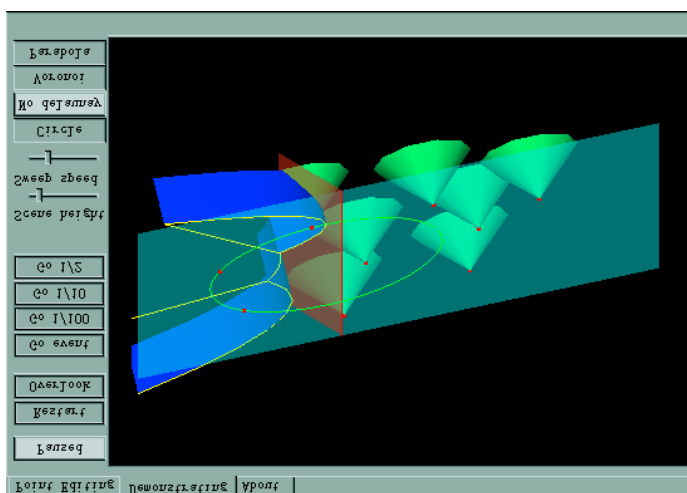 Parabola
Voronoi
No delaunay
Circle
Sweep speed
Scene height
Go 1/2
Go 1/10
Go 1/100
Go event
Overlook
Restart
Paused
Point Editing Demonstrating About